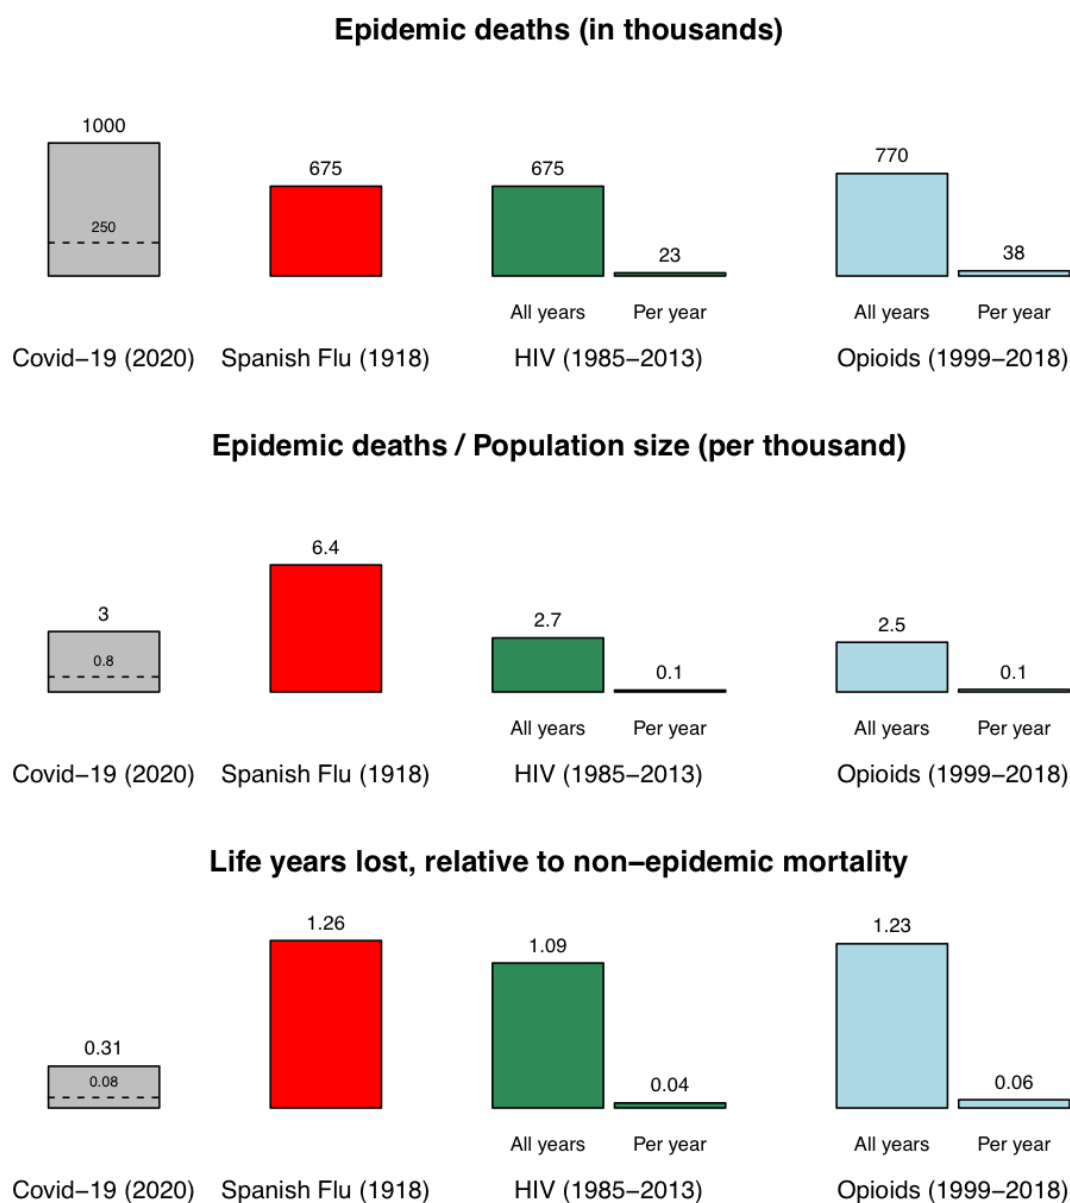 Epidemic deaths (in thousands)
1000
250
675
675
23
770
38
All years
Per year
All years
Per year
Covid−19 (2020)
Spanish Flu (1918)
HIV (1985−2013)
Opioids (1999−2018)
Epidemic deaths / Population size (per thousand)
3
0.8
6.4
2.7
0.1
2.5
0.1
All years
Per year
All years
Per year
Covid−19 (2020)
Spanish Flu (1918)
HIV (1985−2013)
Opioids (1999−2018)
Life years lost, relative to non−epidemic mortality
0.31
0.08
1.26
1.09
0.04
1.23
0.06
All years
Per year
All years
Per year
Covid−19 (2020)
Spanish Flu (1918)
HIV (1985−2013)
Opioids (1999−2018)